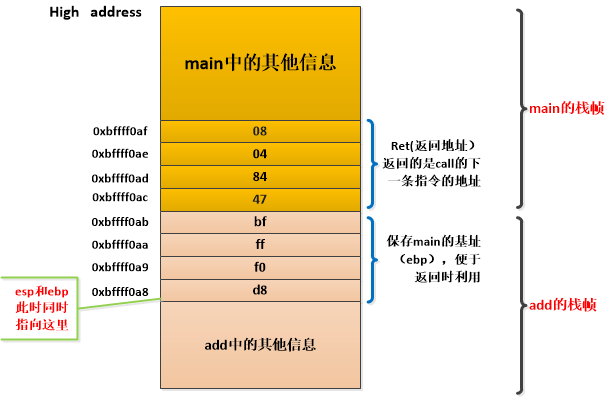 High address
main中的其他信息
main的栈帧
0xbffff0af 08
0xbffff0ae 04
0xbffff0ad 84
0xbffff0ac 47
Ret(返回地址)
返回的是call的下
一条指令的地址
0xbffff0ab bf
0xbffff0aa ff
0xbffff0a9 f0
0xbffff0a8 d8
保存main的基址
（ebp），便于
返回时利用
esp和ebp
此时同时
指向这里
add的栈帧
add中的其他信息